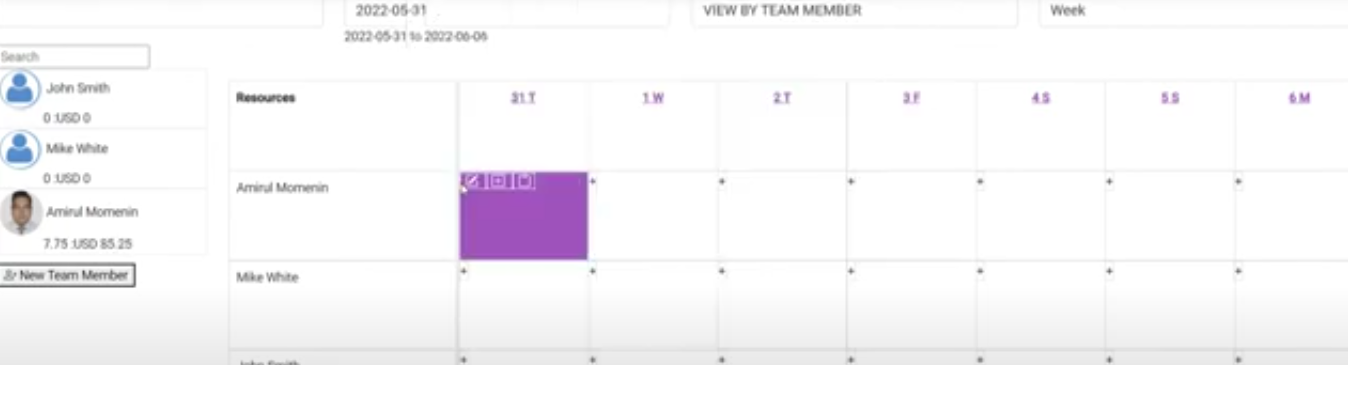 2022-05-31 VIEW BY TEAM MEMBER Week
2022-05-31 to 2022-06-06
Search
John Smith
0 :USD 0
Mike White
0 :USD 0
Amirul Momenin
7.75 :USD 85.25
New Team Member
Resources 31 T 1 W 2 T 3 F 4 S 5 S 6 M
Amirul Momenin
+ + + + + +
Mike White
+ + + + + + +
John Smith
+ + + + + + +